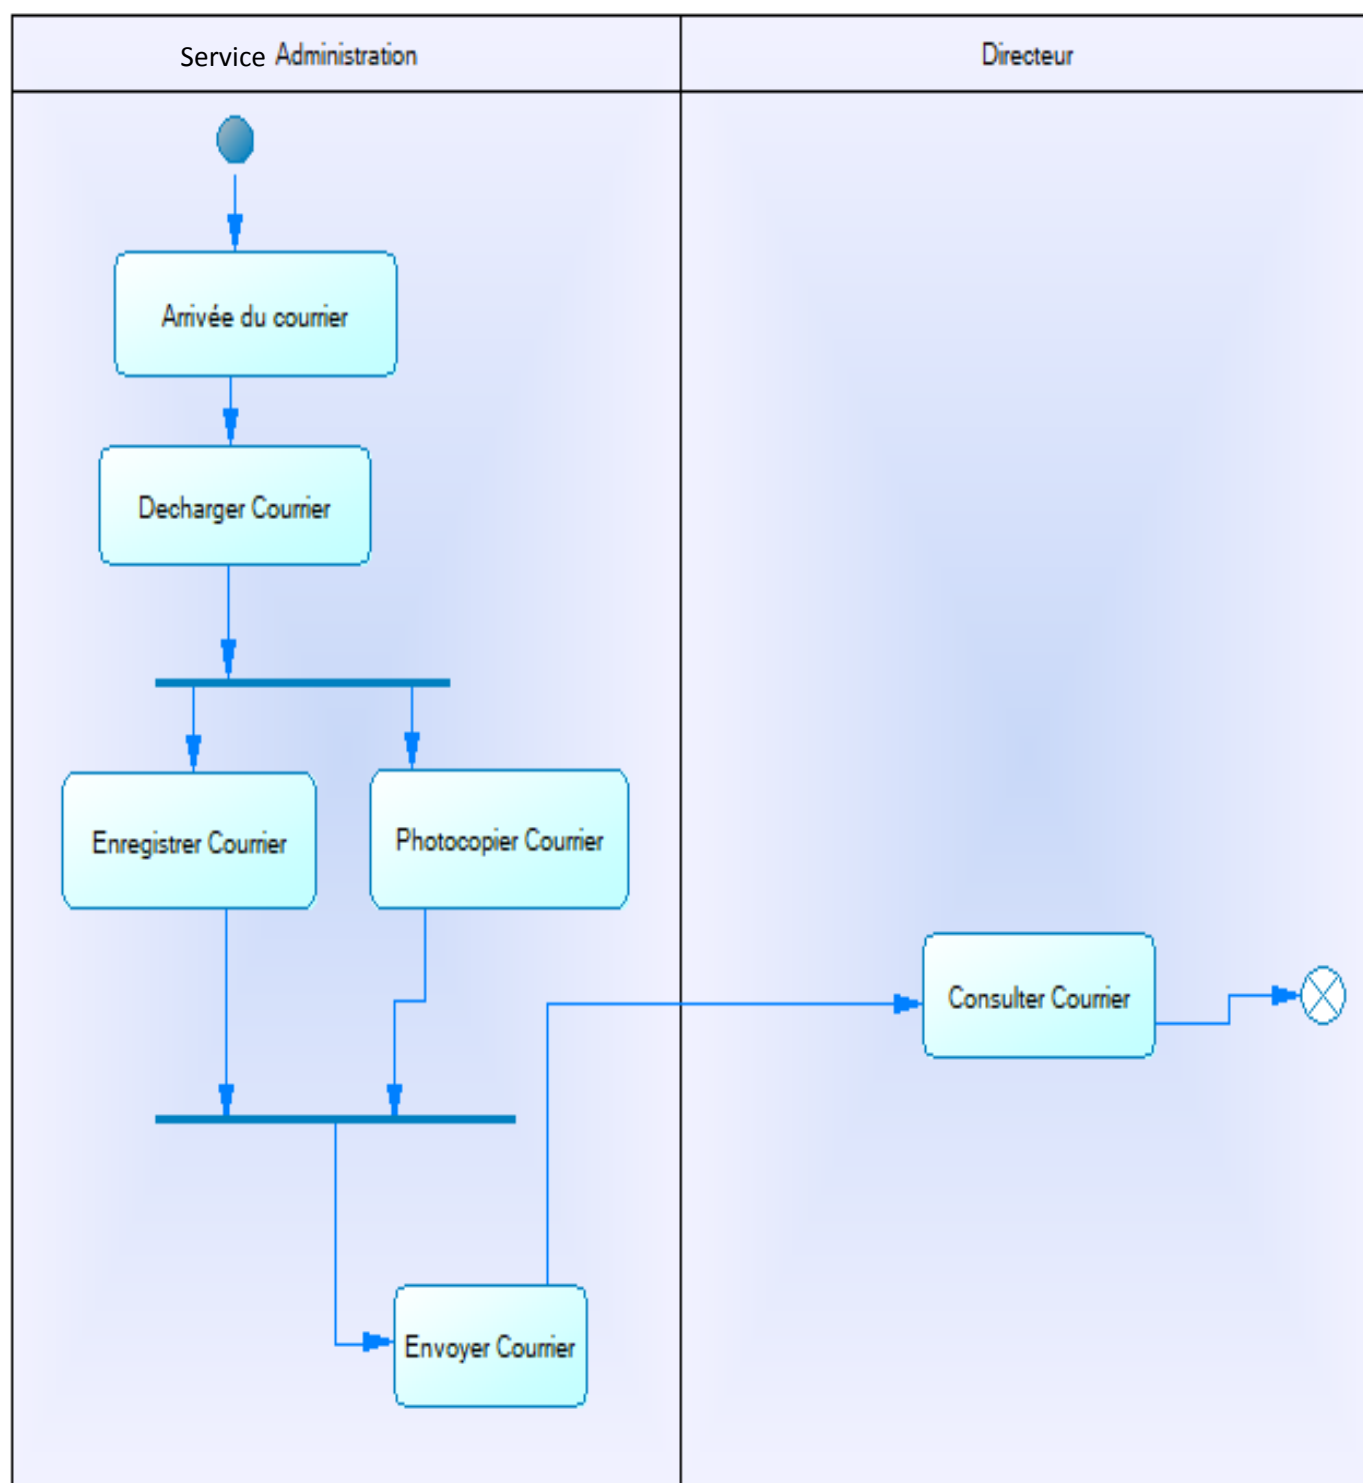 Service Administration
Directeur
Arrivée du courrier
Decharger Courrier
Enregistrer Courrier
Photocopier Courrier
Consulter Courrier
Envoyer Courrier